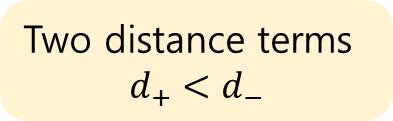 Two distance terms
d₊ < d₋